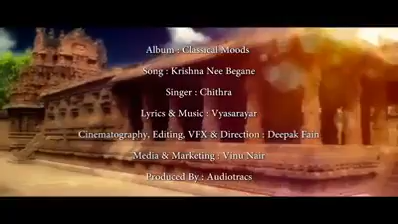 Album : Classical Moods
Song : Krishna Nee Begane
Singer : Chithra
Lyrics & Music : Vyasarayar
Cinematography, Editing, VFX & Direction : Deepak Fain
Media & Marketing : Vinu Nair
Produced By : Audiotracs